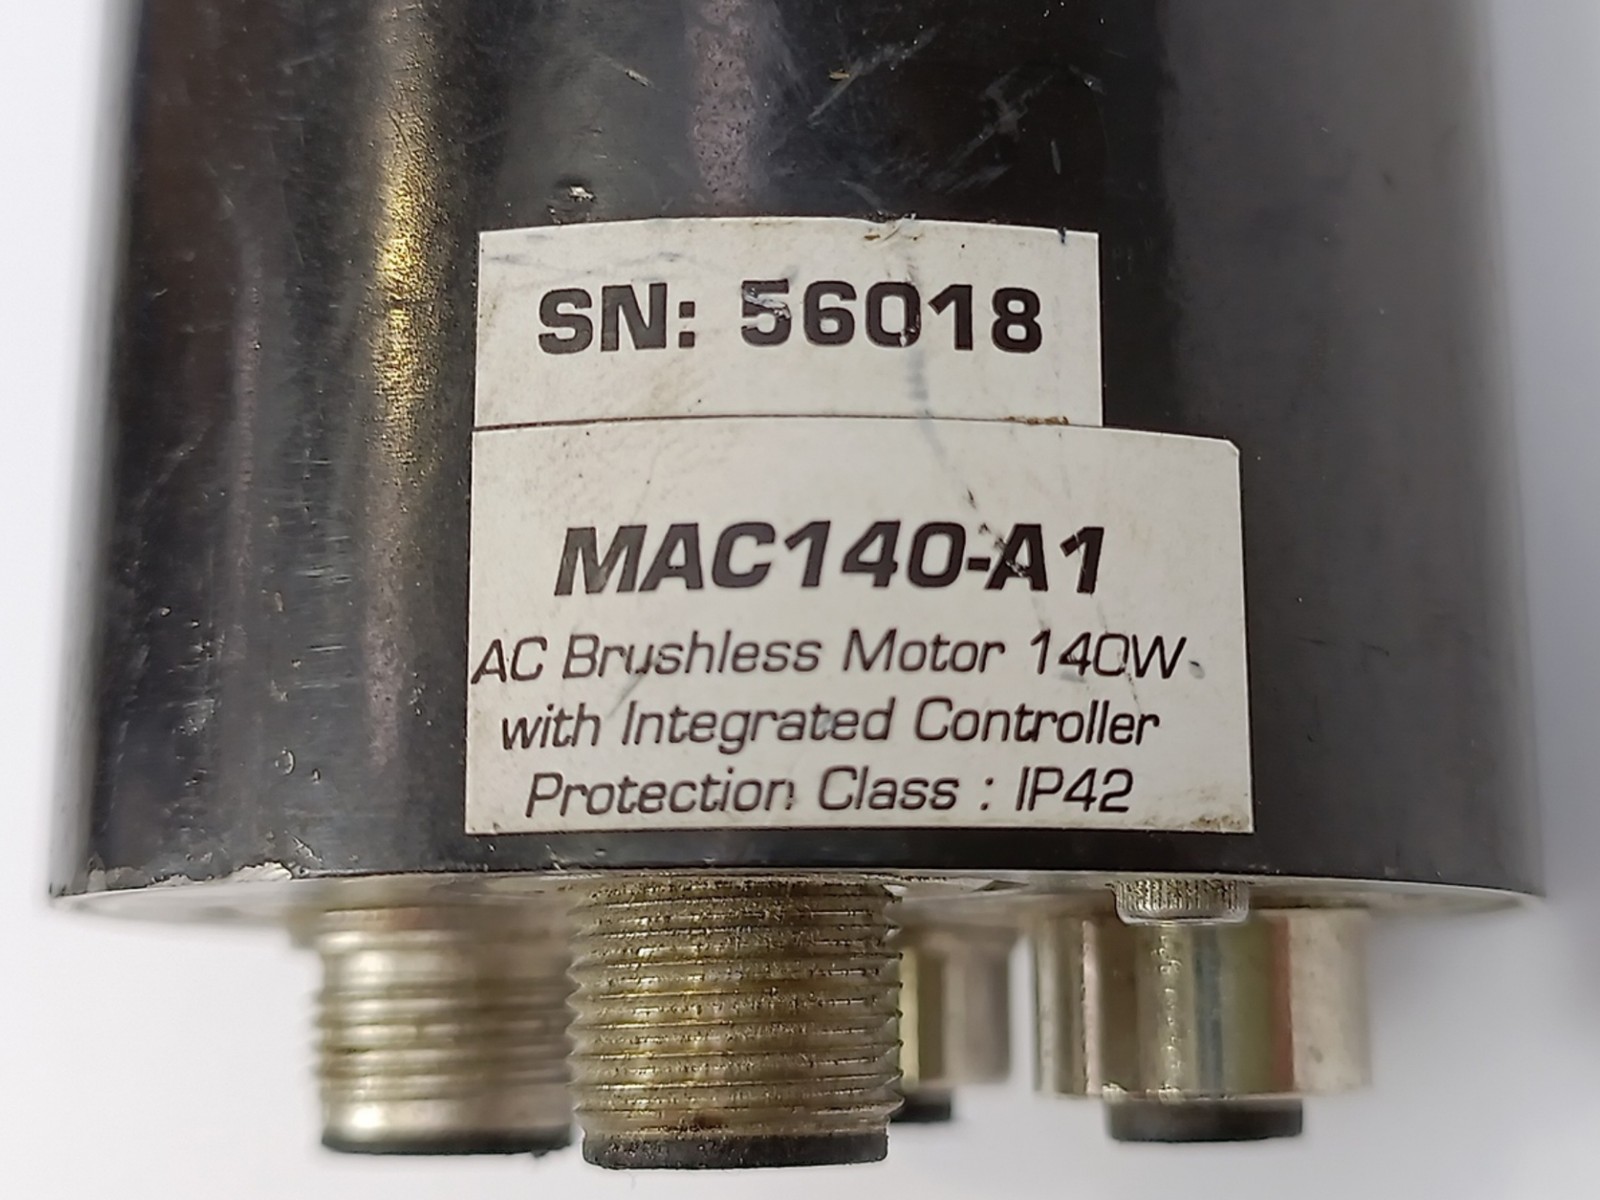 SN: 56018
MAC140-A1
AC Brushless Motor 140W
with Integrated Controller
Protection Class : IP42